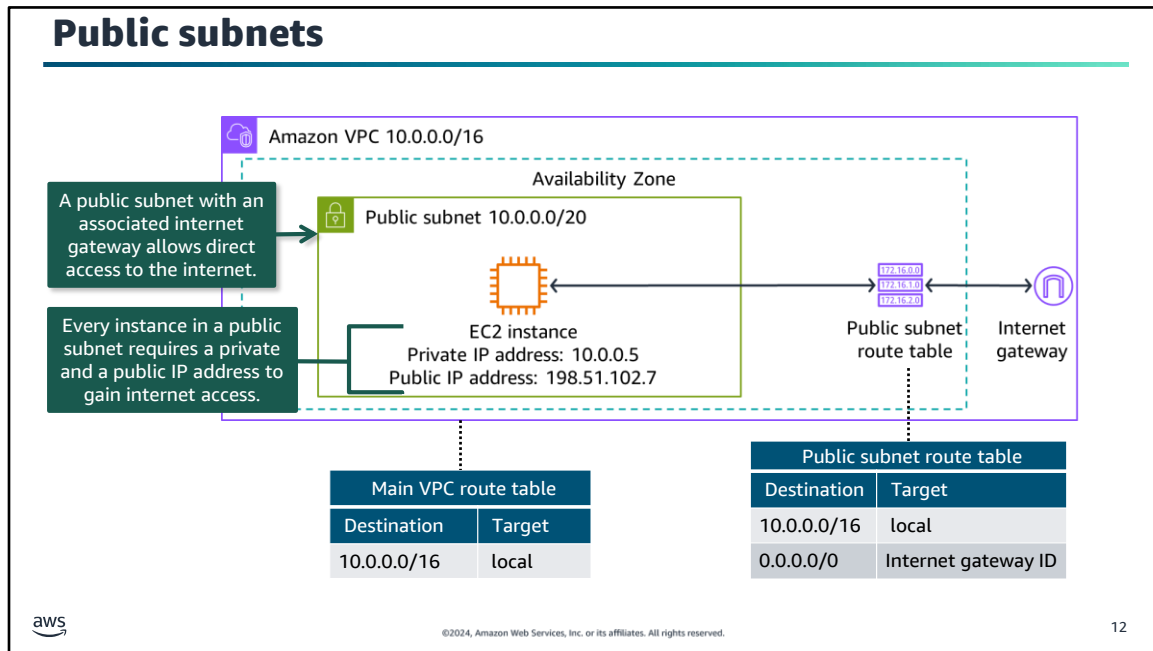 Public subnets
Amazon VPC 10.0.0.0/16
Availability Zone
A public subnet with an
associated internet
gateway allows direct
access to the internet.
Public subnet 10.0.0.0/20
172.16.0.0
172.16.1.0
172.16.2.0
Every instance in a public
subnet requires a private
and a public IP address to
gain internet access.
EC2 instance
Private IP address: 10.0.0.5
Public IP address: 198.51.102.7
Public subnet
route table
Internet
gateway
Main VPC route table
Destination Target
10.0.0.0/16 local
Public subnet route table
Destination Target
10.0.0.0/16 local
0.0.0.0/0 Internet gateway ID
aws
©2024, Amazon Web Services, Inc. or its affiliates. All rights reserved.
12